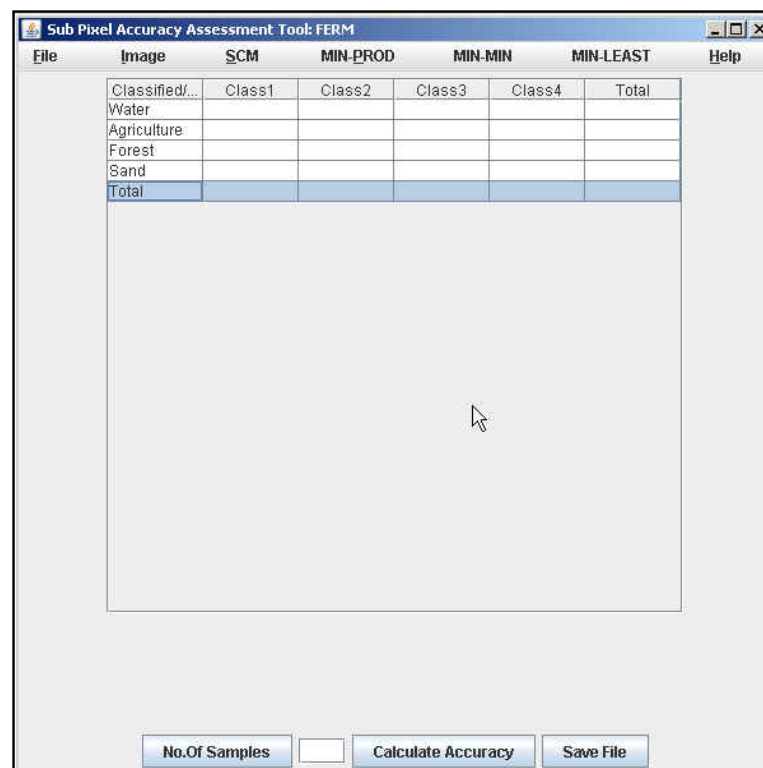 Sub Pixel Accuracy Assessment Tool: FERM
File Image SCM MIN-PROD MIN-MIN MIN-LEAST Help
Classified/... Class1 Class2 Class3 Class4 Total
Water
Agriculture
Forest
Sand
Total
No.Of Samples Calculate Accuracy Save File